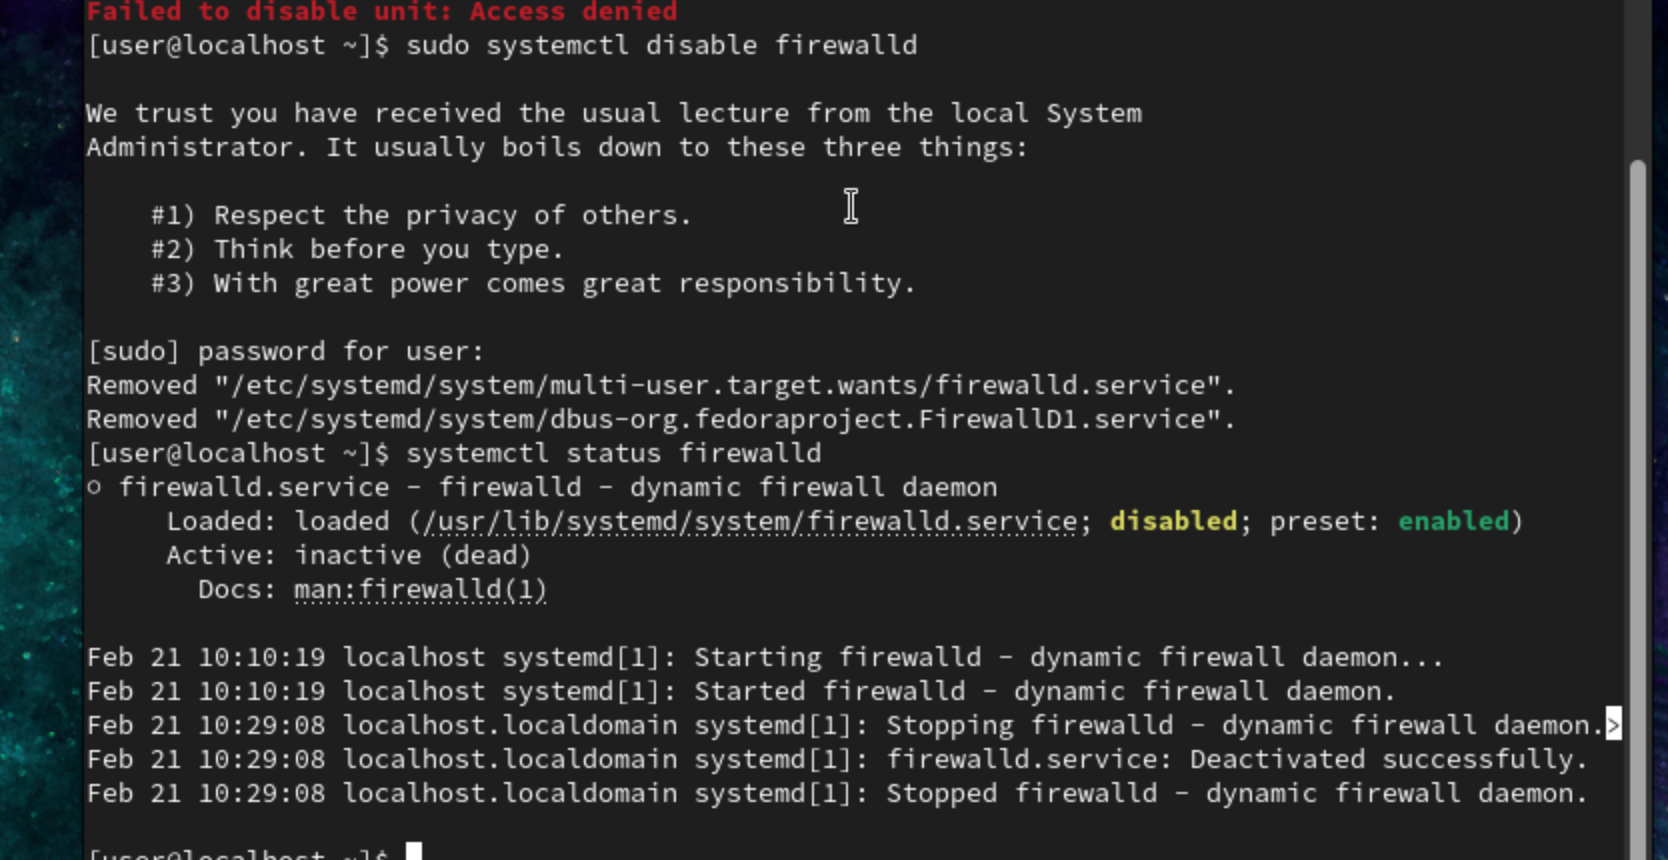 Failed to disable unit: Access denied
[user@localhost ~]$ sudo systemctl disable firewalld
We trust you have received the usual lecture from the local System
Administrator. It usually boils down to these three things:
#1) Respect the privacy of others.
#2) Think before you type.
#3) With great power comes great responsibility.
[sudo] password for user:
Removed "/etc/systemd/system/multi-user.target.wants/firewalld.service".
Removed "/etc/systemd/system/dbus-org.fedoraproject.FirewallD1.service".
[user@localhost ~]$ systemctl status firewalld
○ firewalld.service - firewalld - dynamic firewall daemon
Loaded: loaded (/usr/lib/systemd/system/firewalld.service; disabled; preset: enabled)
Active: inactive (dead)
Docs: man:firewalld(1)
Feb 21 10:10:19 localhost systemd[1]: Starting firewalld - dynamic firewall daemon...
Feb 21 10:10:19 localhost systemd[1]: Started firewalld - dynamic firewall daemon.
Feb 21 10:29:08 localhost.localdomain systemd[1]: Stopping firewalld - dynamic firewall daemon.>
Feb 21 10:29:08 localhost.localdomain systemd[1]: firewalld.service: Deactivated successfully.
Feb 21 10:29:08 localhost.localdomain systemd[1]: Stopped firewalld - dynamic firewall daemon.
[user@localhost ~]$